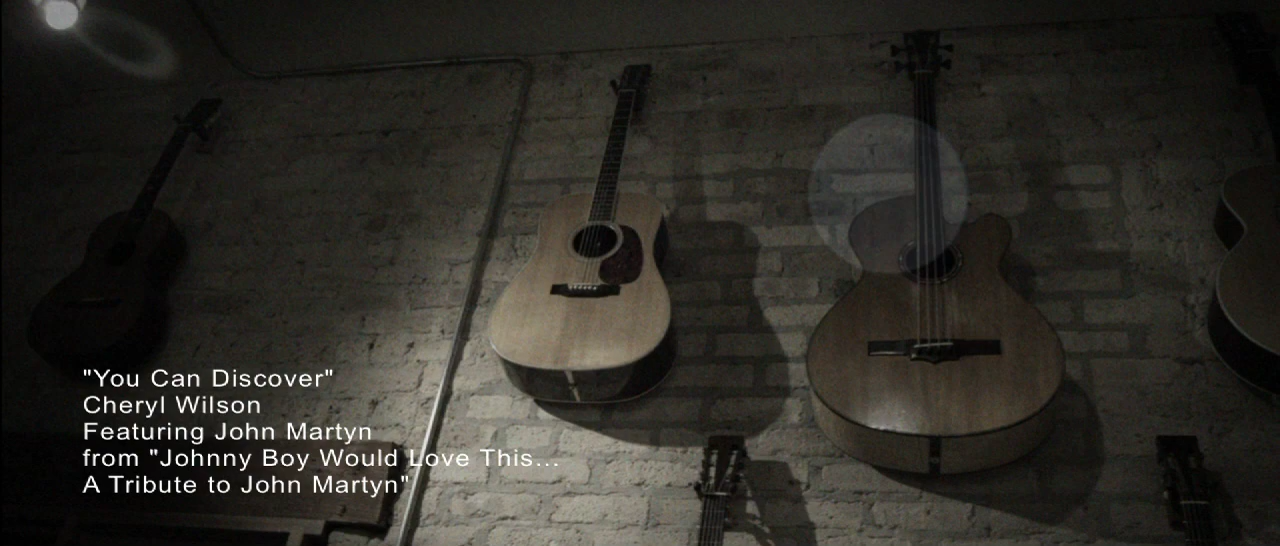 "You Can Discover"
Cheryl Wilson
Featuring John Martyn
from "Johnny Boy Would Love This...
A Tribute to John Martyn"